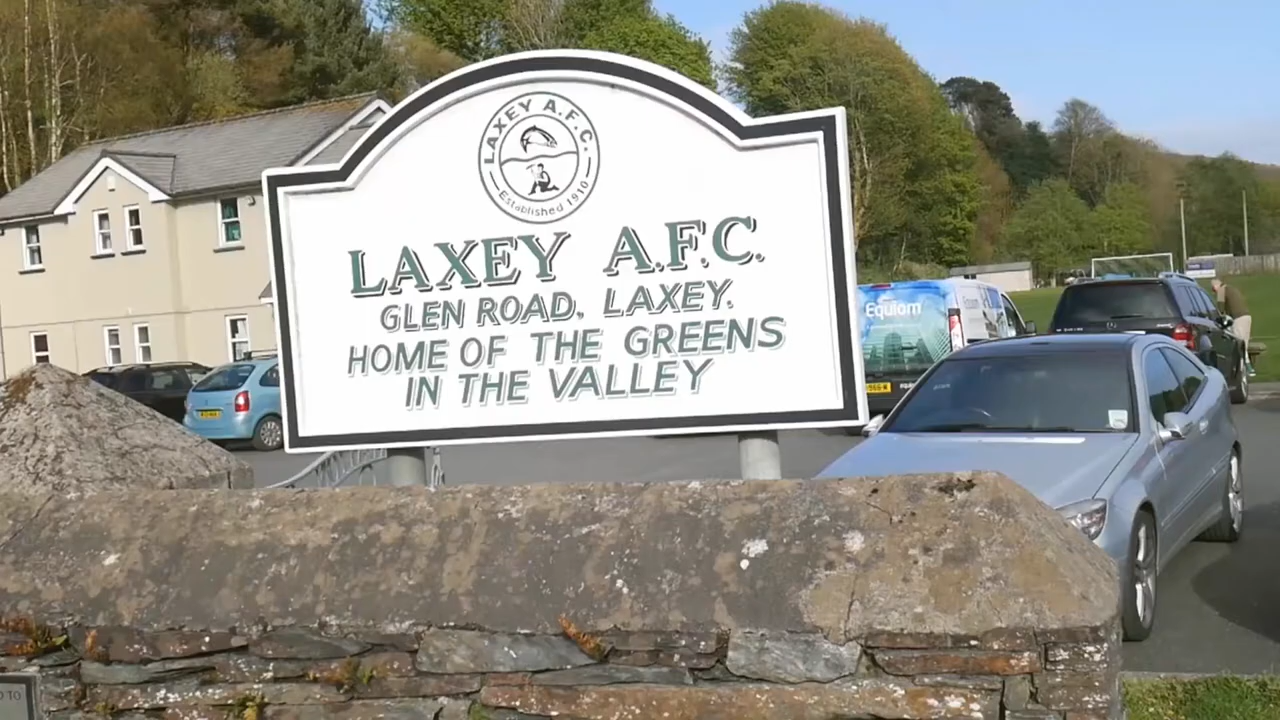 LAXEY A.F.C.
Established 1910
LAXEY A.F.C.
GLEN ROAD, LAXEY.
HOME OF THE GREENS
IN THE VALLEY
Equiom